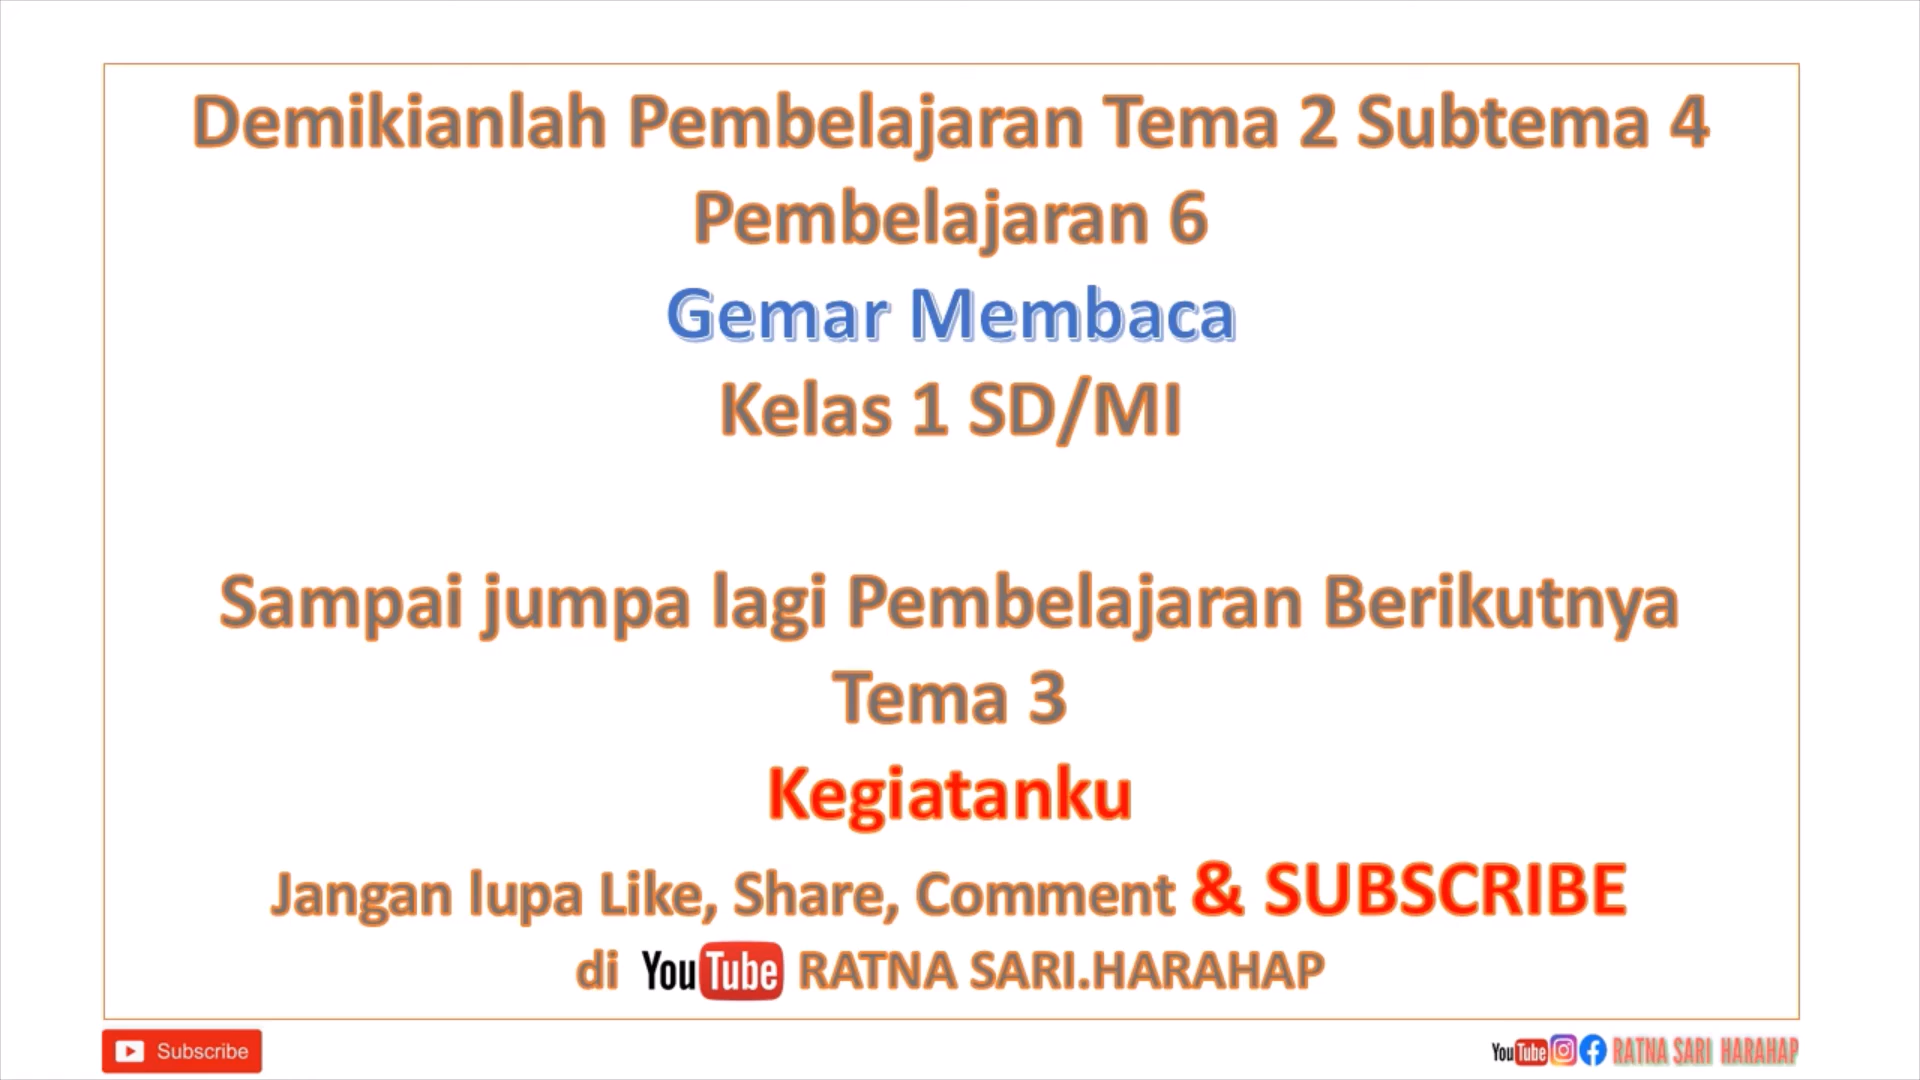 Demikianlah Pembelajaran Tema 2 Subtema 4
Pembelajaran 6
Gemar Membaca
Kelas 1 SD/MI
Sampai jumpa lagi Pembelajaran Berikutnya
Tema 3
Kegiatanku
Jangan lupa Like, Share, Comment & SUBSCRIBE
di YouTube RATNA SARI.HARAHAP
Subscribe
YouTube RATNA SARI HARAHAP